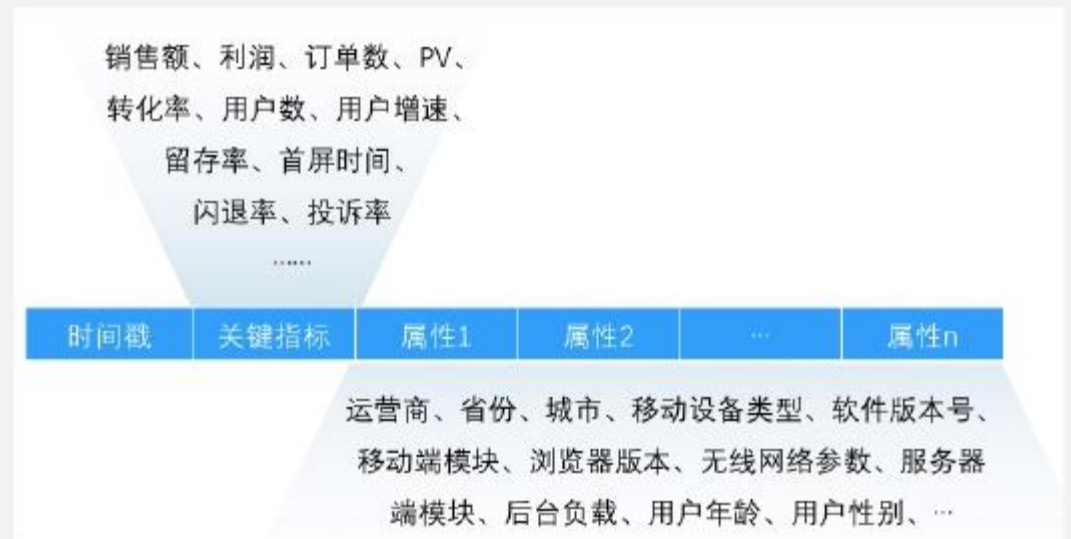 销售额、利润、订单数、PV、
转化率、用户数、用户增速、
留存率、首屏时间、
闪退率、投诉率
……
时间戳 关键指标 属性1 属性2 … 属性n
运营商、省份、城市、移动设备类型、软件版本号、
移动端模块、浏览器版本、无线网络参数、服务器
端模块、后台负载、用户年龄、用户性别、…